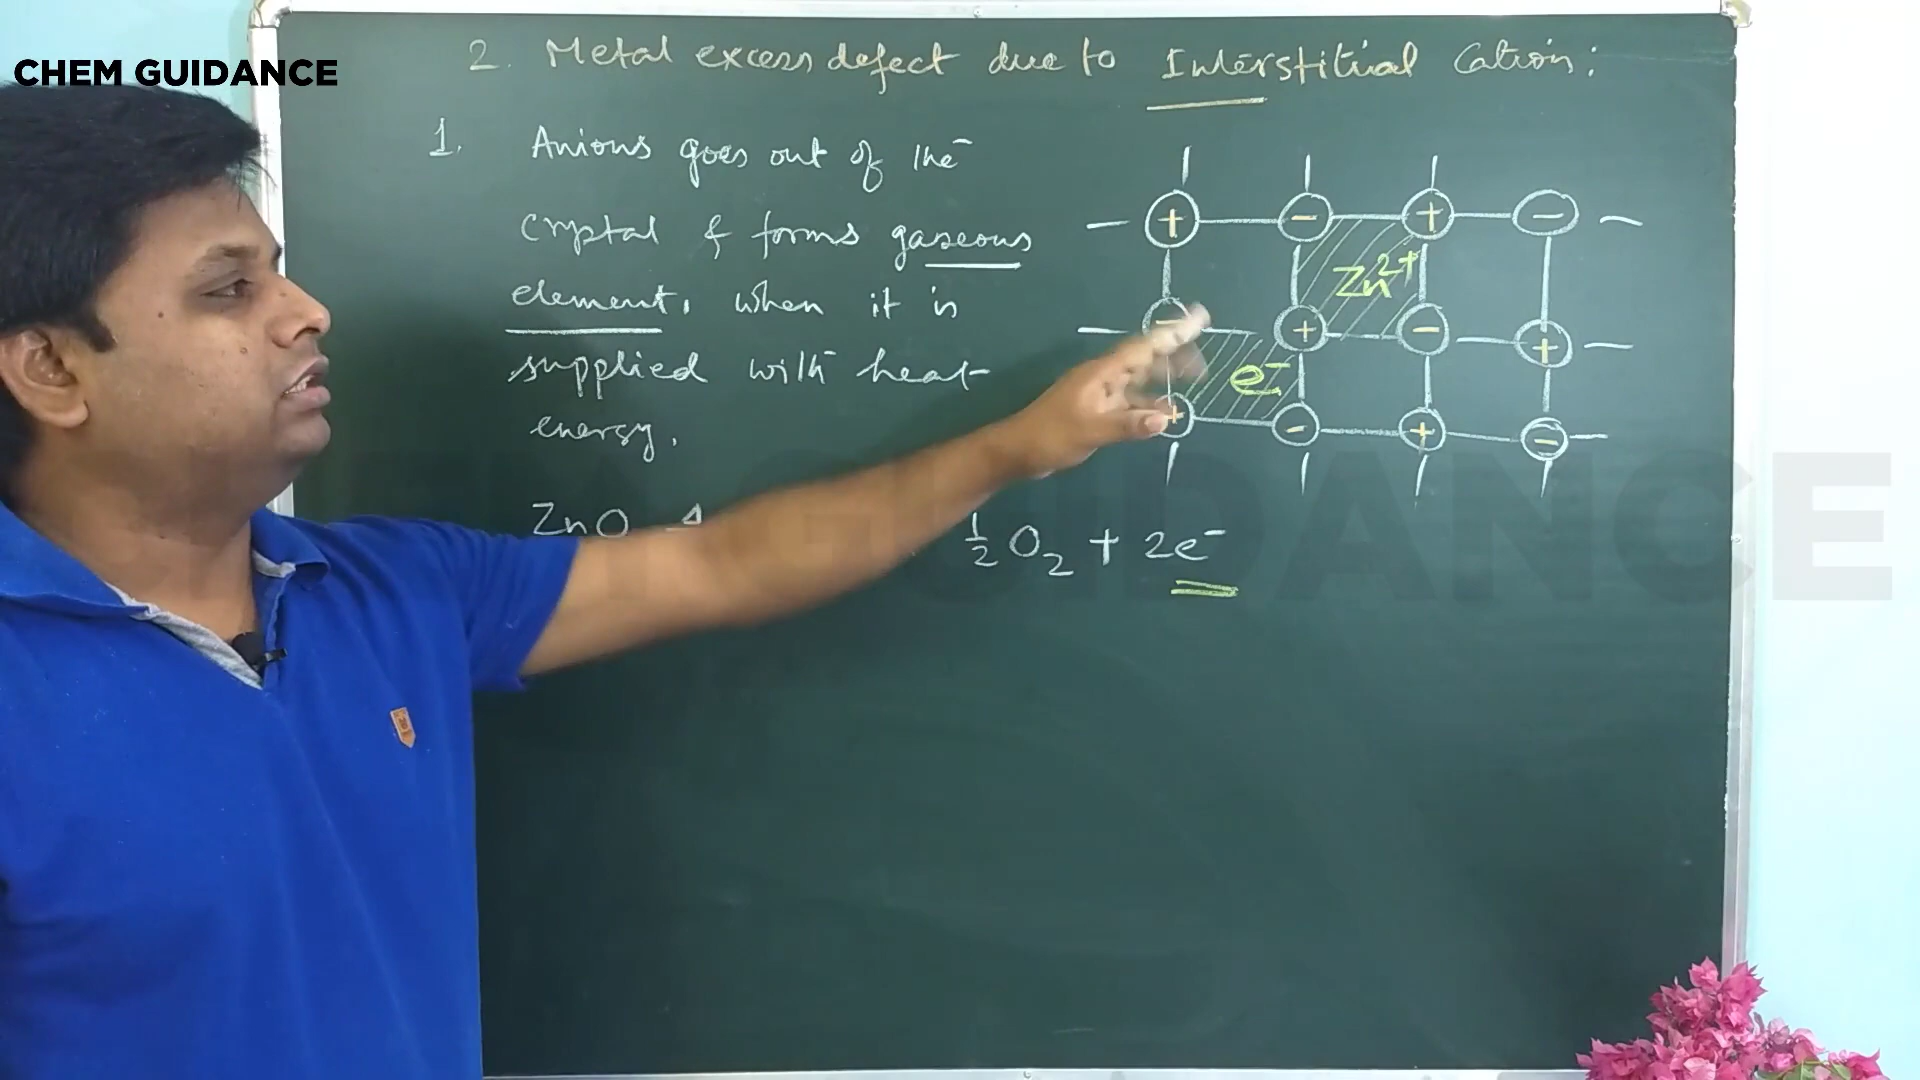 CHEM GUIDANCE
2. Metal excess defect due to Interstitial Cation:
1. Anions goes out of the
crystal & forms gaseous
element, when it is
supplied with heat
energy.
+ - + -
Zn2+
- + - +
e-
+ - + -
ZnO Δ ½ O2 + 2e-
GUIDANCE